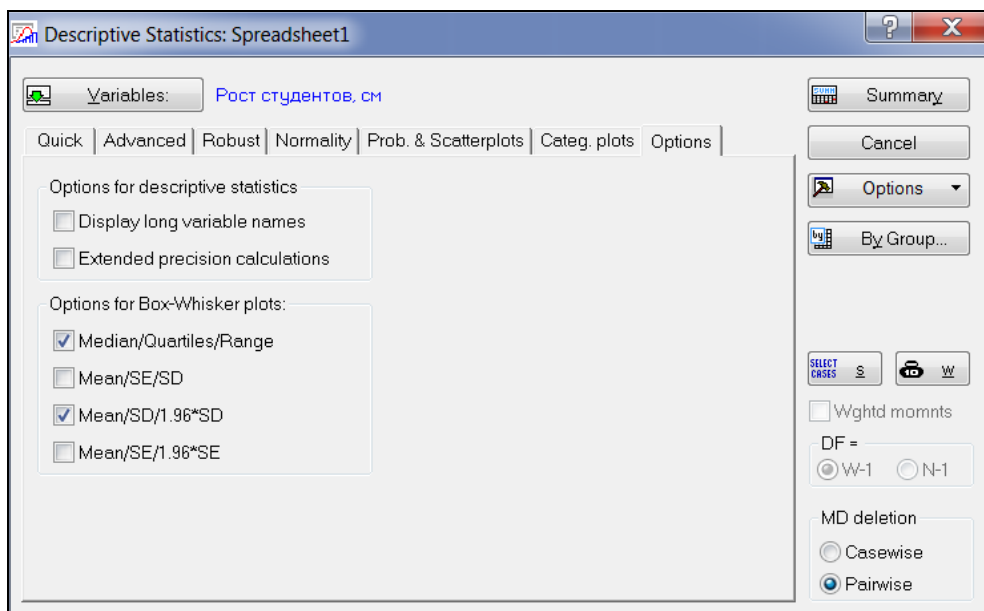 Descriptive Statistics: Spreadsheet1
?
X
Variables:
Рост студентов, см
Quick
Advanced
Robust
Normality
Prob. & Scatterplots
Categ. plots
Options
Options for descriptive statistics
Display long variable names
Extended precision calculations
Options for Box-Whisker plots:
Median/Quartiles/Range
Mean/SE/SD
Mean/SD/1.96*SD
Mean/SE/1.96*SE
SUMM
Summary
Cancel
Options
by
By Group...
SELECT
CASES
S
W
Wghtd momnts
DF =
W-1
N-1
MD deletion
Casewise
Pairwise